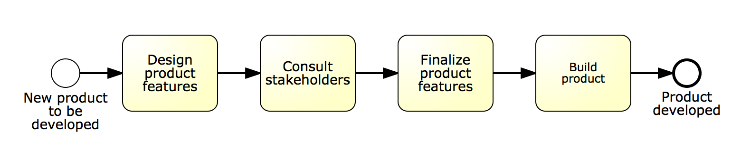 New product
to be
developed
Design
product
features
Consult
stakeholders
Finalize
product
features
Build
product
Product
developed